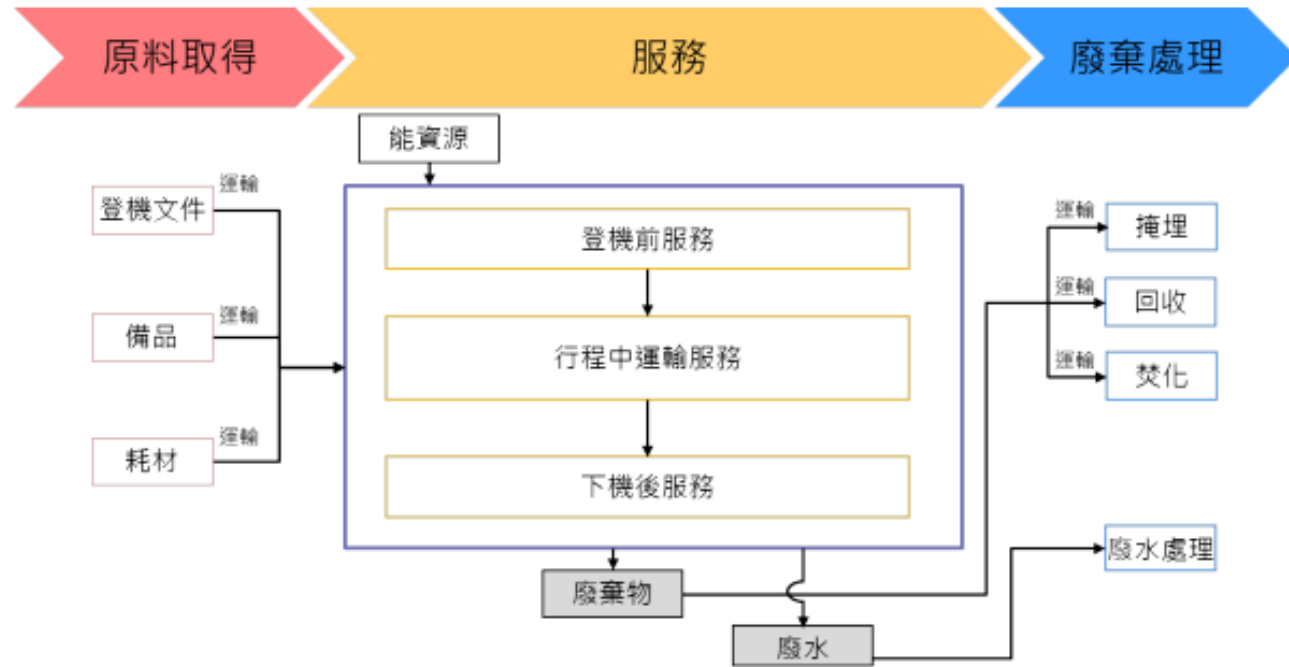 原料取得
服務
廢棄處理
能資源
運輸
登機文件
運輸
備品
運輸
耗材
登機前服務
行程中運輸服務
下機後服務
運輸
掩埋
運輸
回收
運輸
焚化
廢棄物
廢水
廢水處理